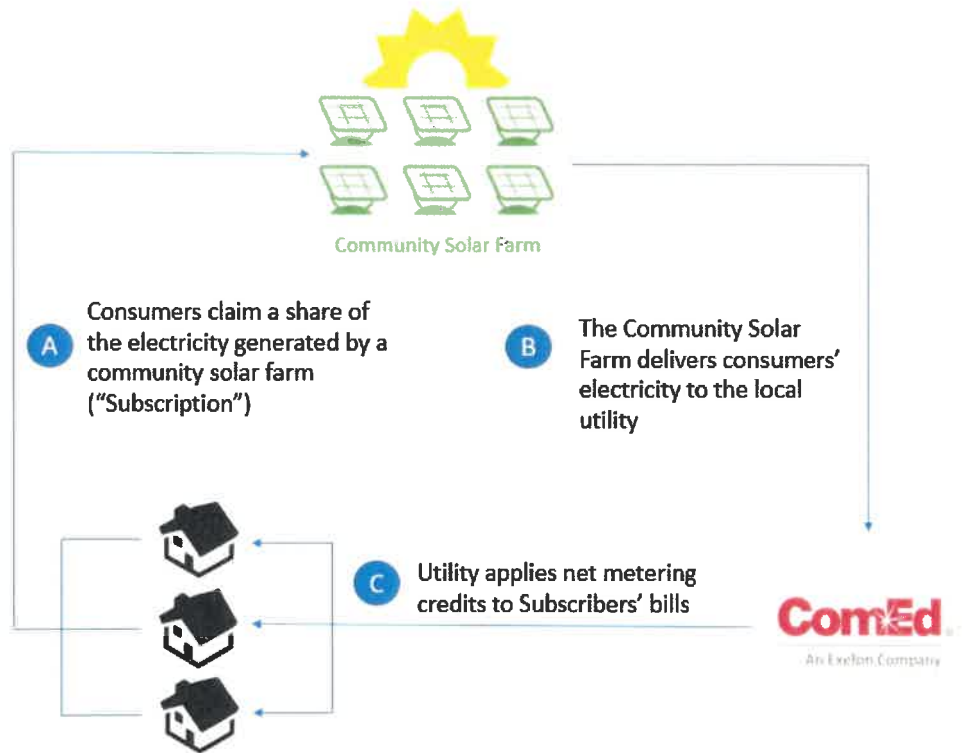 Community Solar Farm
A
Consumers claim a share of
the electricity generated by a
community solar farm
(“Subscription”)
B
The Community Solar
Farm delivers consumers’
electricity to the local
utility
C
Utility applies net metering
credits to Subscribers’ bills
ComEd
An Exelon Company